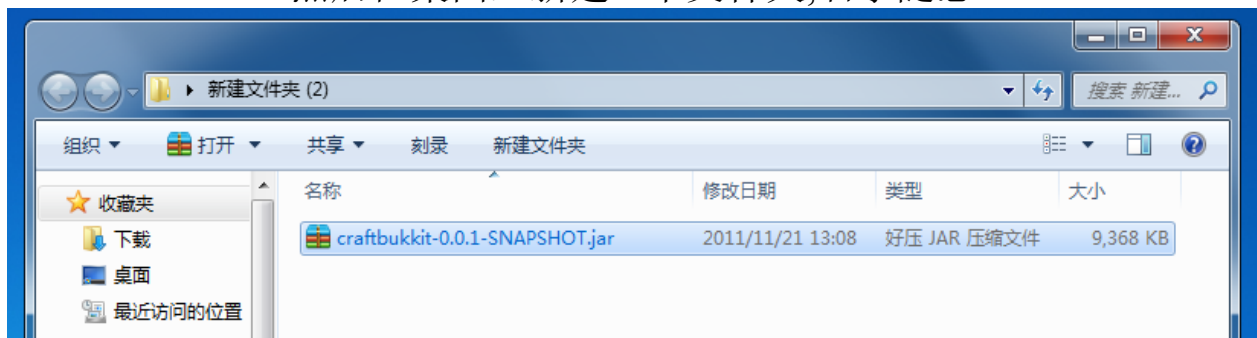 新建文件夹 (2)
搜索 新建...
组织 打开 共享 刻录 新建文件夹
收藏夹
下载
桌面
最近访问的位置
名称 修改日期 类型 大小
craftbukkit-0.0.1-SNAPSHOT.jar 2011/11/21 13:08 好压 JAR 压缩文件 9,368 KB